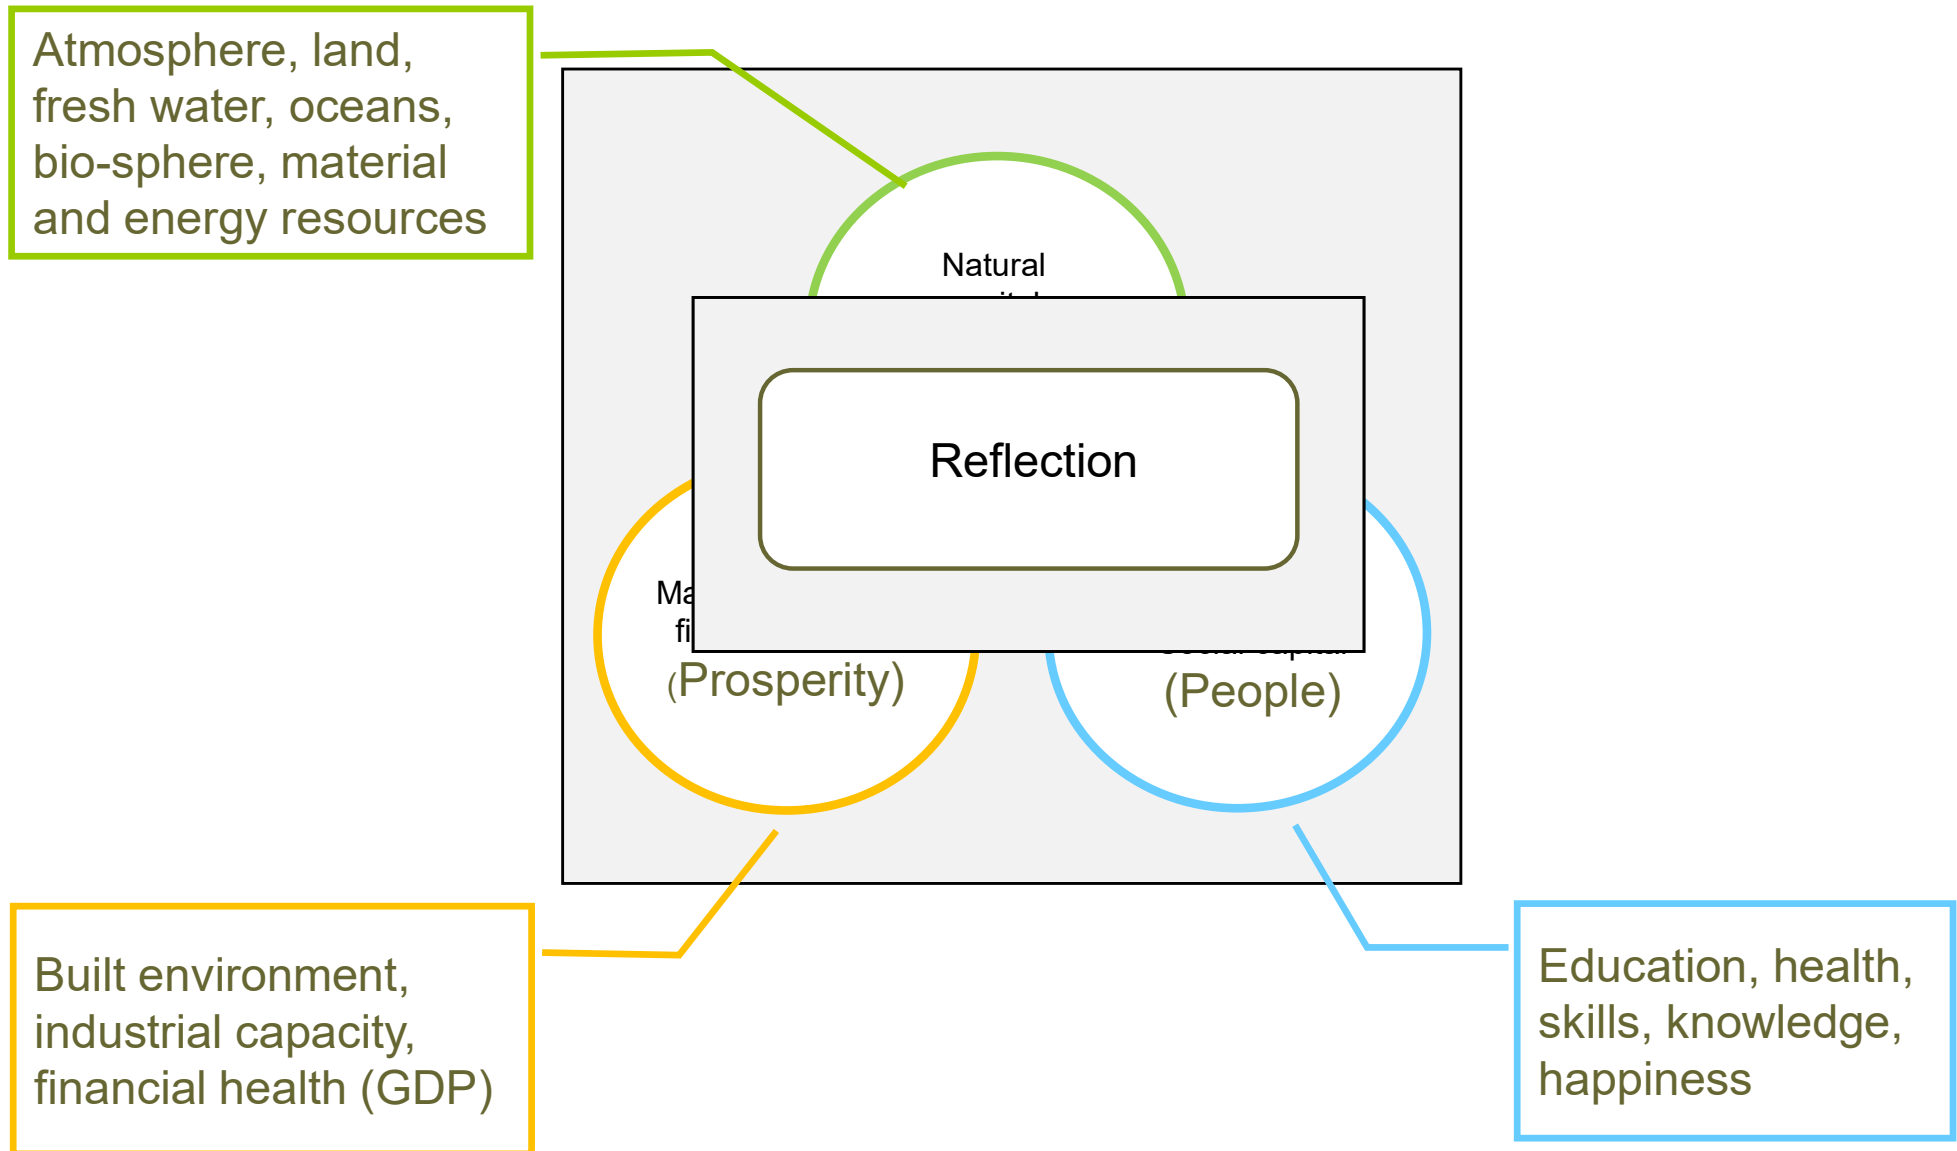 Atmosphere, land,
fresh water, oceans,
bio-sphere, material
and energy resources
Natural
Reflection
(Prosperity)
(People)
Built environment,
industrial capacity,
financial health (GDP)
Education, health,
skills, knowledge,
happiness